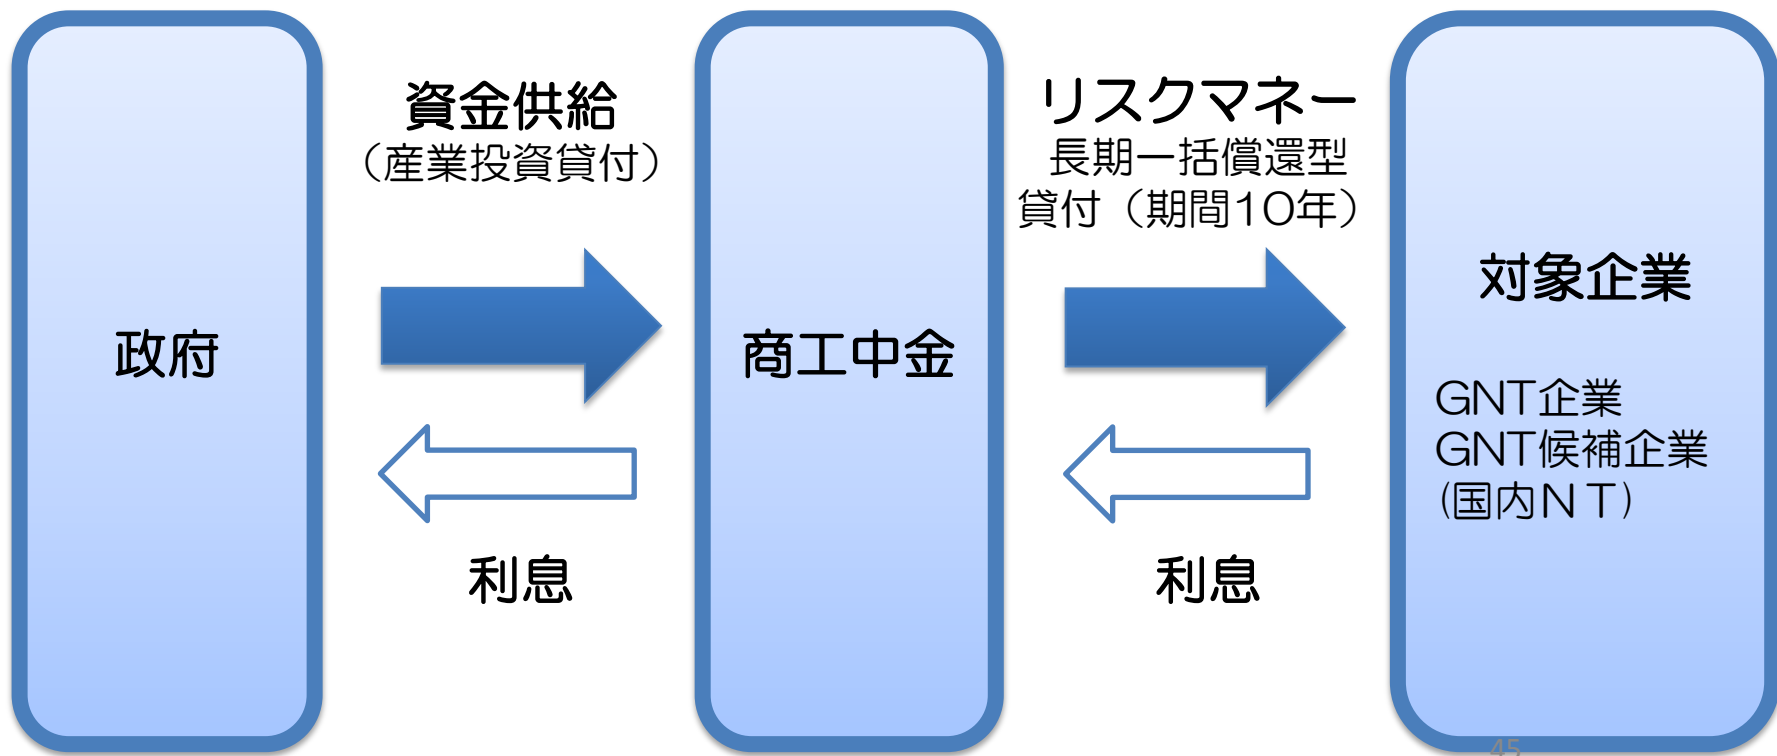 政府
資金供給
（産業投資貸付）
利息
商工中金
リスクマネー
長期一括償還型
貸付（期間10年）
利息
対象企業
GNT企業
GNT候補企業
(国内ＮＴ)
45